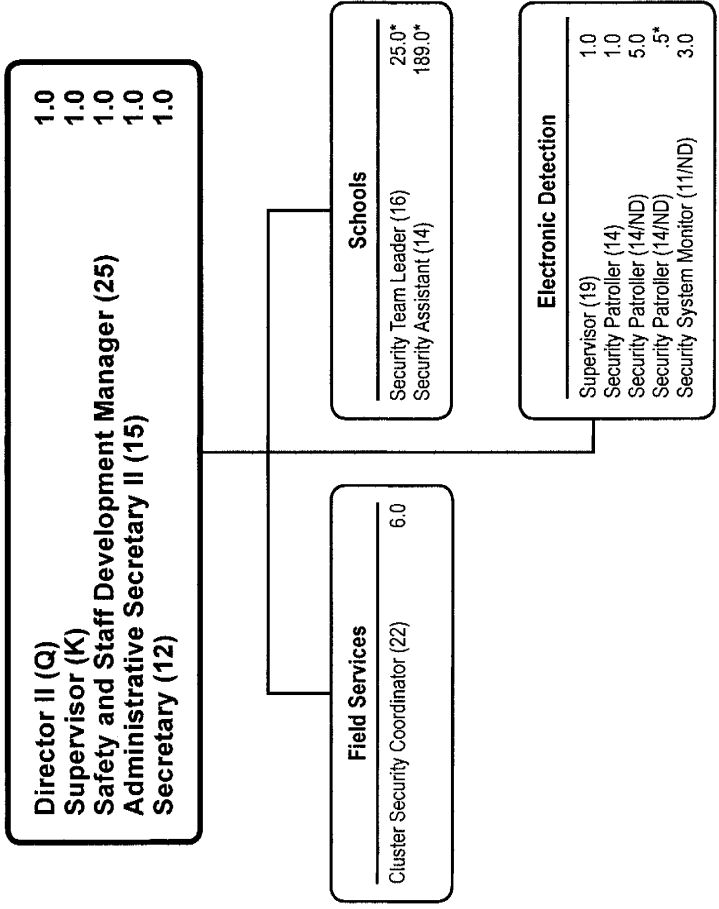 Director II (Q) 1.0
Supervisor (K) 1.0
Safety and Staff Development Manager (25) 1.0
Administrative Secretary II (15) 1.0
Secretary (12) 1.0
Field Services
Cluster Security Coordinator (22) 6.0
Schools
Security Team Leader (16) 25.0*
Security Assistant (14) 189.0*
Electronic Detection
Supervisor (19) 1.0
Security Patroller (14) 1.0
Security Patroller (14/ND) 5.0
Security Patroller (14/ND) .5*
Security System Monitor (11/ND) 3.0